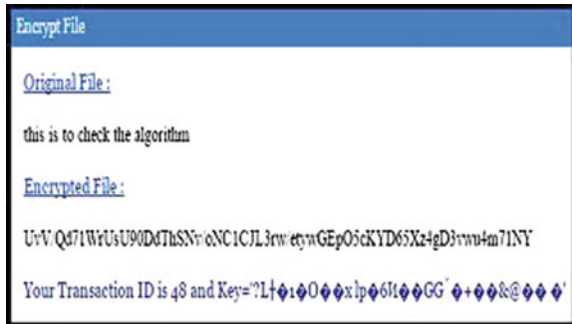 Encrypt File
Original File :
this is to check the algorithm
Encrypted File :
UvV/Qd71WrUsU90DdThSNv/oNC1CJL3rw/etywGEpO5cKYD65Xz4gD3vwu4m71NY
Your Transaction ID is 48 and Key=